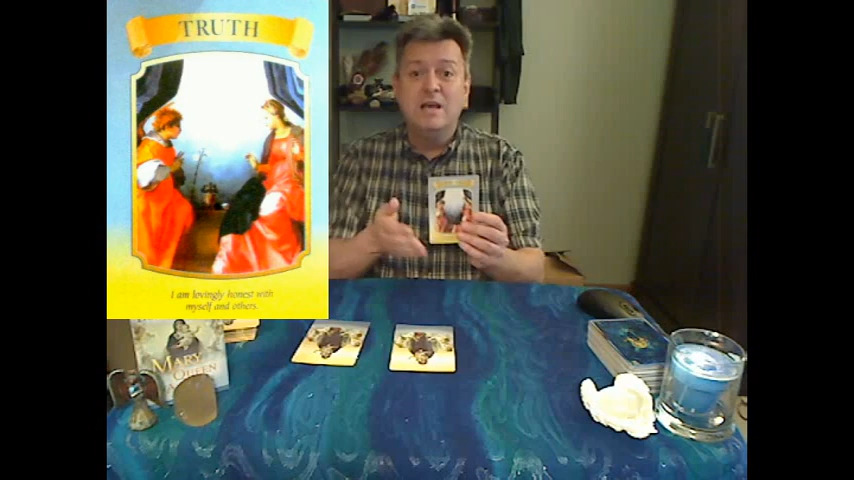 TRUTH
I am lovingly honest with
myself and others.
MARY
QUEEN